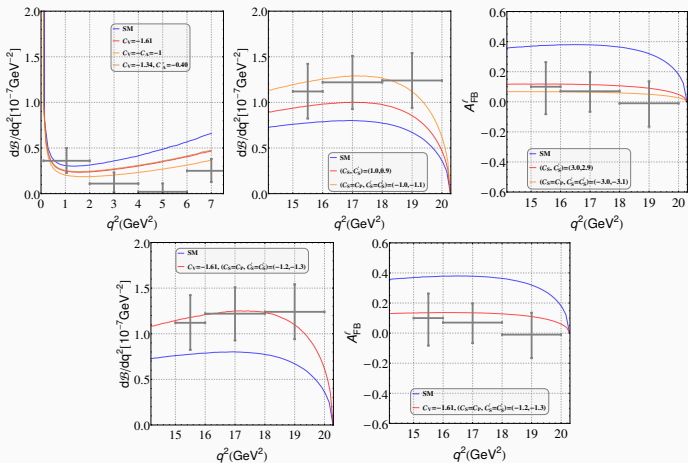 dℬ/dq²[10⁻⁷GeV⁻²]
2.0
1.5
1.0
0.5
0.0
SM
C_V=-1.61
C_V=-C_A=-1
C_V=-1.34, C'_A=-0.40
0 1 2 3 4 5 6 7
q²(GeV²)
dℬ/dq²[10⁻⁷GeV⁻²]
2.0
1.5
1.0
0.5
0.0
SM
(C_S, C'_S)=(1.0,0.9)
(C_S=C_P, C'_S=C'_S)=(-1.0,-1.1)
15 16 17 18 19 20
q²(GeV²)
A^ℓ_FB
0.6
0.4
0.2
0.0
-0.2
-0.4
-0.6
SM
(C_S, C'_S)=(3.0,2.9)
(C_S=C_P, C'_S=C'_S)=(-3.0,-3.1)
15 16 17 18 19 20
q²(GeV²)
dℬ/dq²[10⁻⁷GeV⁻²]
2.0
1.5
1.0
0.5
0.0
SM
C_V=-1.61, (C_S=C_P, C'_S=C'_S)=(-1.2,-1.3)
15 16 17 18 19 20
q²(GeV²)
A^ℓ_FB
0.6
0.4
0.2
0.0
-0.2
-0.4
-0.6
SM
C_V=-1.61, (C_S=C_P, C'_S=C'_S)=(-1.2,-1.3)
15 16 17 18 19 20
q²(GeV²)